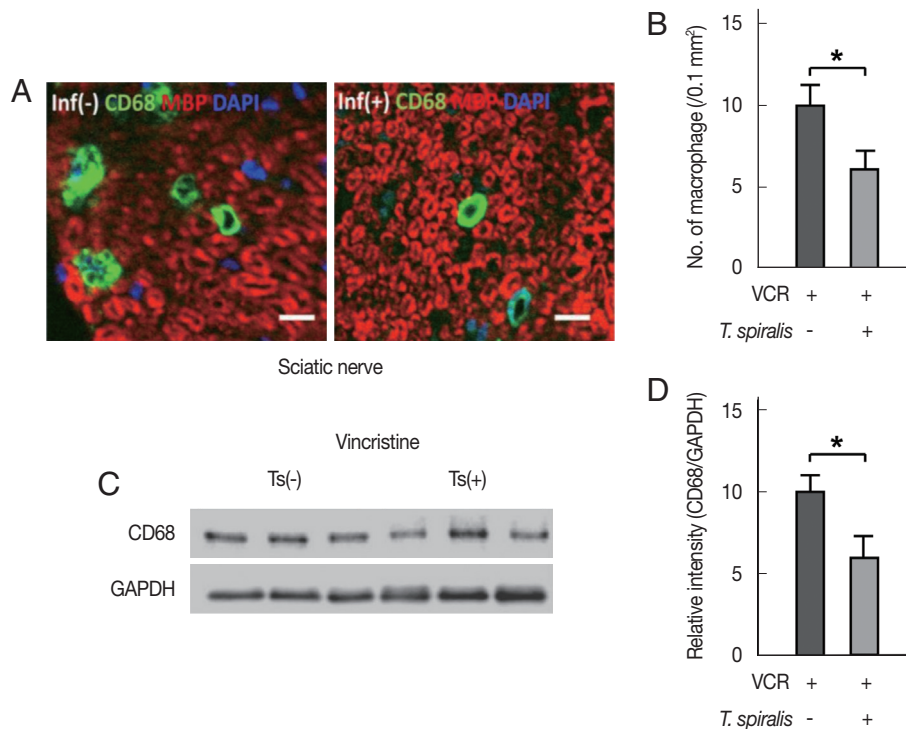 A
Inf(-) CD68 MBP DAPI
Inf(+) CD68 MBP DAPI
Sciatic nerve
B
No. of macrophage (/0.1 mm²)
15
10
5
0
*
VCR + +
T. spiralis - +
C
Vincristine
Ts(-) Ts(+)
CD68
GAPDH
D
Relative intensity (CD68/GAPDH)
15
10
5
0
*
VCR + +
T. spiralis - +